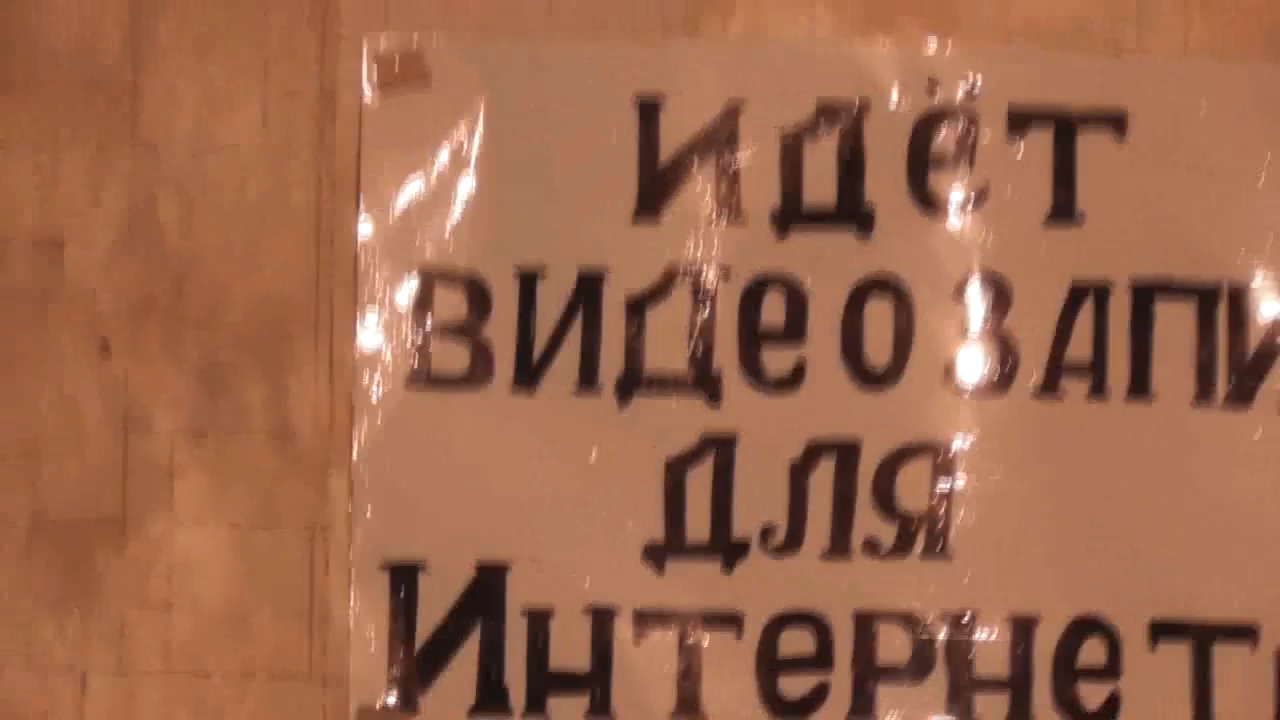 Идёт
видеозапи
для
Интернет